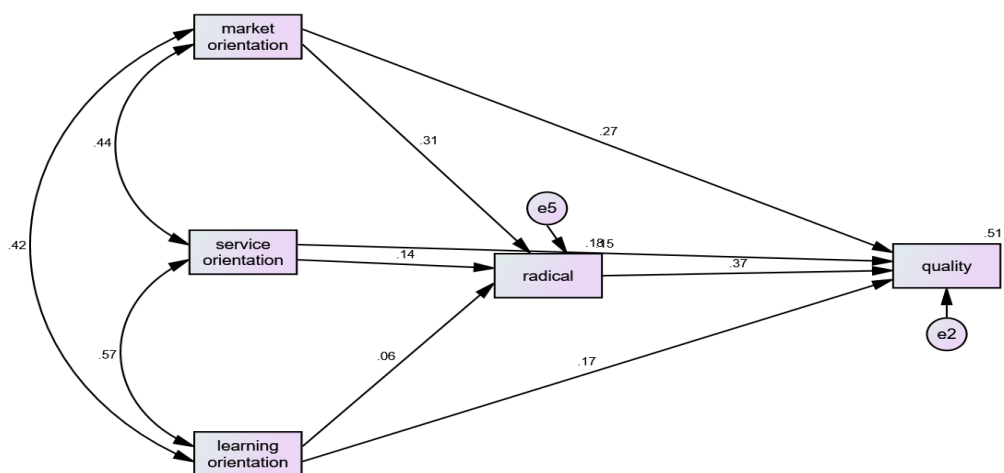 market
orientation
.27
.31
.44
e5
.42
service
orientation
.18
.15
.51
.14
radical
.37
quality
e2
.57
.06
.17
learning
orientation